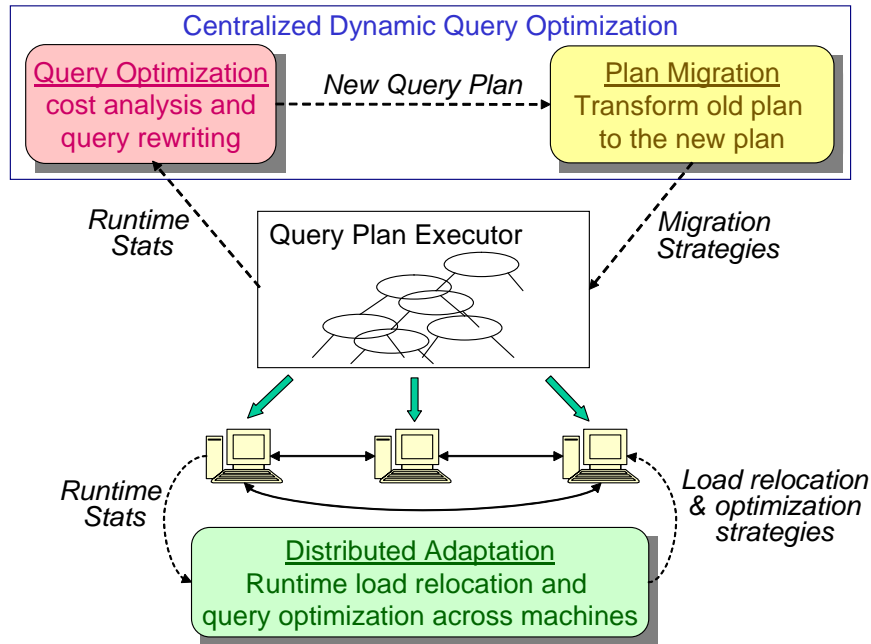 Centralized Dynamic Query Optimization
Query Optimization
cost analysis and
query rewriting
New Query Plan
Plan Migration
Transform old plan
to the new plan
Runtime
Stats
Query Plan Executor
Migration
Strategies
Runtime
Stats
Load relocation
& optimization
strategies
Distributed Adaptation
Runtime load relocation and
query optimization across machines